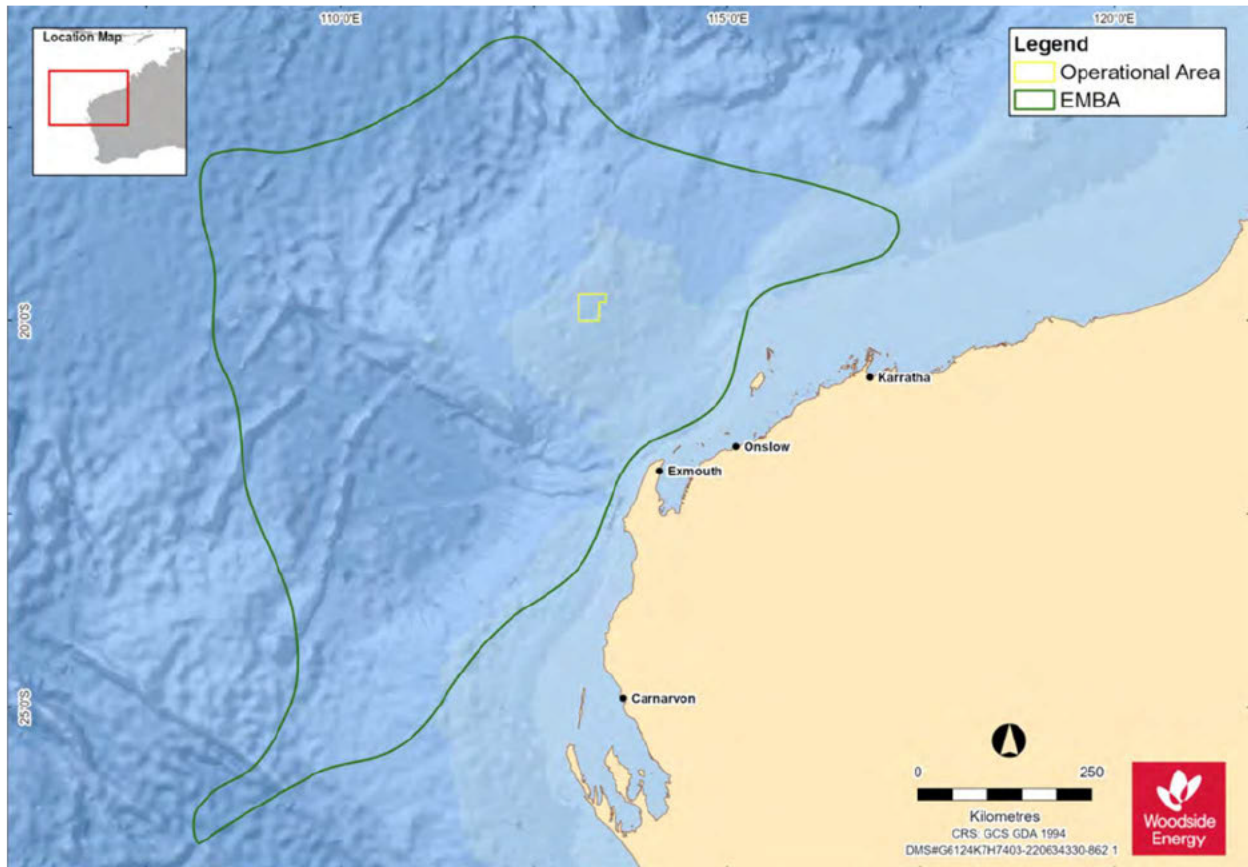 110°0'E
115°0'E
120°0'E
Location Map
Legend
Operational Area
EMBA
20°0'S
Karratha
Onslow
Exmouth
25°0'S
Carnarvon
0 250
Kilometres
CRS: GCS GDA 1994
DMS#G6124K7H7403-220634330-862 1
Woodside
Energy